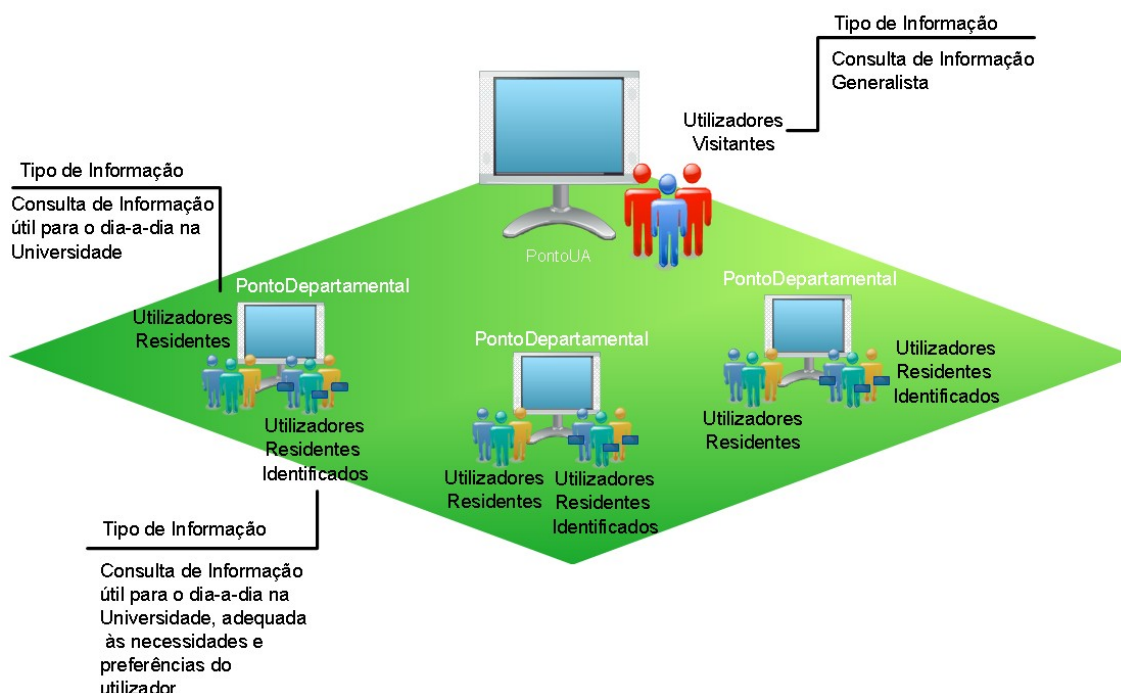 Tipo de Informação
Consulta de Informação
Generalista
Utilizadores
Visitantes
PontoUA
Tipo de Informação
Consulta de Informação
útil para o dia-a-dia na
Universidade
PontoDepartamental
Utilizadores
Residentes
Utilizadores
Residentes
Identificados
PontoDepartamental
Utilizadores
Residentes
Utilizadores
Residentes
Identificados
PontoDepartamental
Utilizadores
Residentes
Utilizadores
Residentes
Identificados
Tipo de Informação
Consulta de Informação
útil para o dia-a-dia na
Universidade, adequada
às necessidades e
preferências do
utilizador